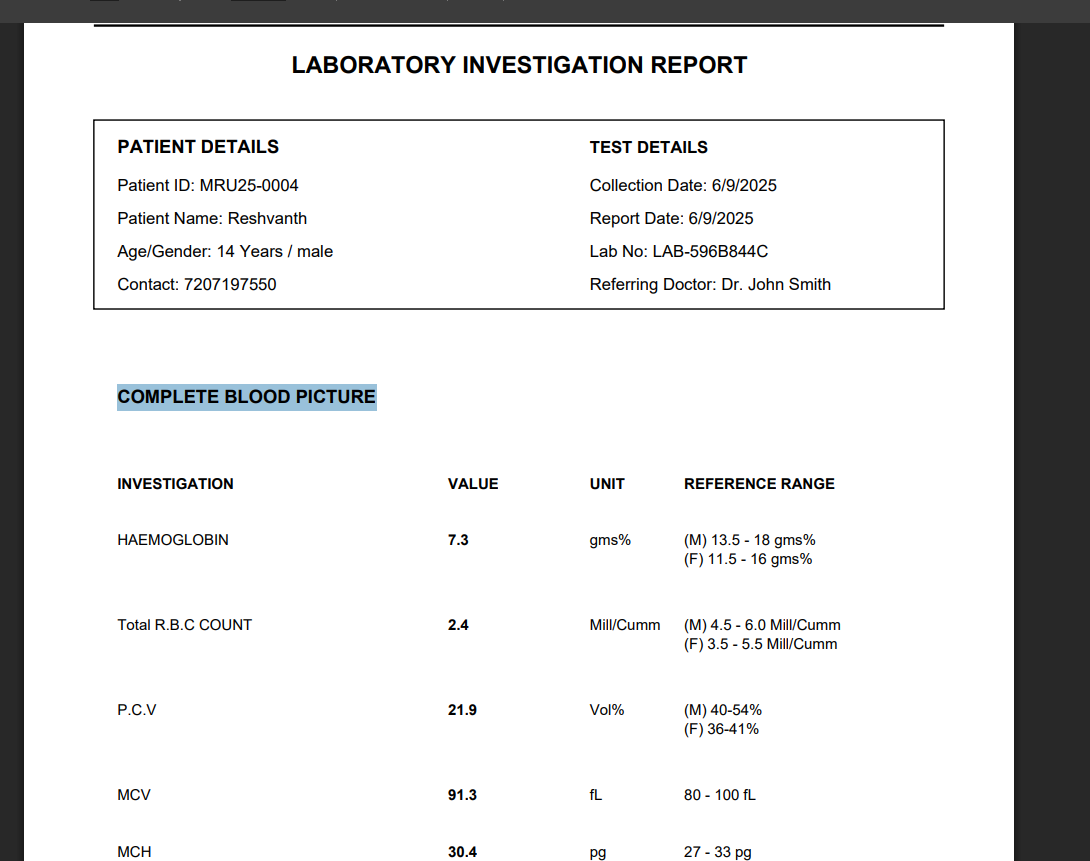 LABORATORY INVESTIGATION REPORT
PATIENT DETAILS
Patient ID: MRU25-0004
Patient Name: Reshvanth
Age/Gender: 14 Years / male
Contact: 7207197550
TEST DETAILS
Collection Date: 6/9/2025
Report Date: 6/9/2025
Lab No: LAB-596B844C
Referring Doctor: Dr. John Smith
COMPLETE BLOOD PICTURE
INVESTIGATION VALUE UNIT REFERENCE RANGE
HAEMOGLOBIN 7.3 gms% (M) 13.5 - 18 gms%
(F) 11.5 - 16 gms%
Total R.B.C COUNT 2.4 Mill/Cumm (M) 4.5 - 6.0 Mill/Cumm
(F) 3.5 - 5.5 Mill/Cumm
P.C.V 21.9 Vol% (M) 40-54%
(F) 36-41%
MCV 91.3 fL 80 - 100 fL
MCH 30.4 pg 27 - 33 pg